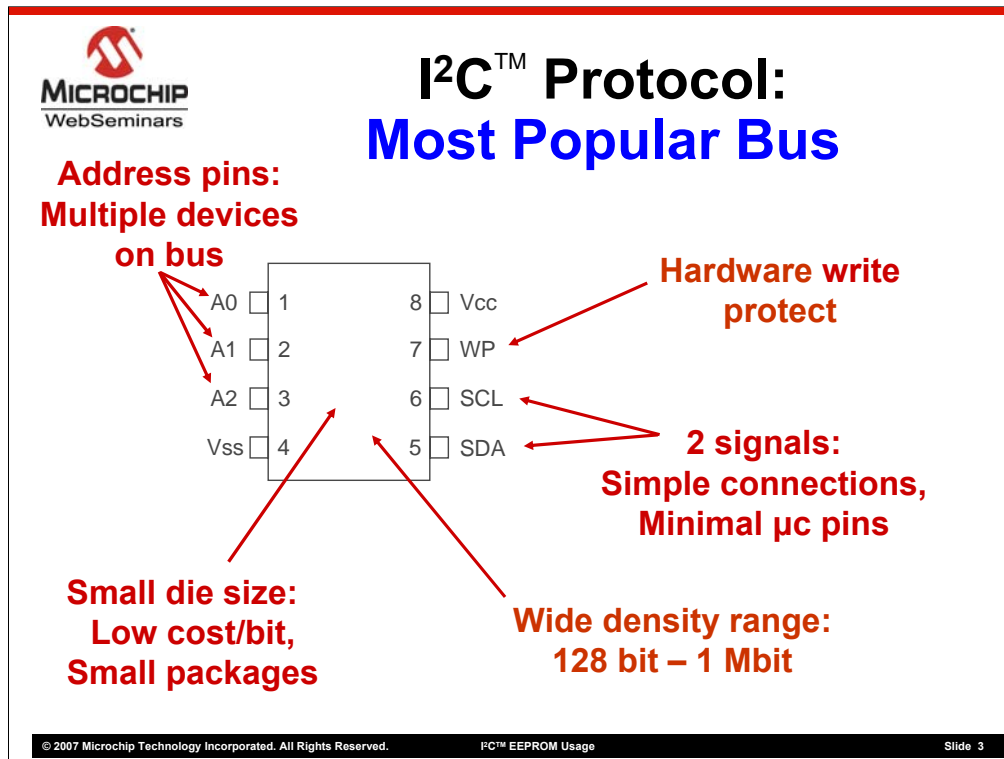 MICROCHIP
WebSeminars
I²C™ Protocol:
Most Popular Bus
Address pins:
Multiple devices
on bus
Hardware write
protect
A0 1 8 Vcc
A1 2 7 WP
A2 3 6 SCL
Vss 4 5 SDA
2 signals:
Simple connections,
Minimal µc pins
Small die size:
Low cost/bit,
Small packages
Wide density range:
128 bit – 1 Mbit
© 2007 Microchip Technology Incorporated. All Rights Reserved. I²C™ EEPROM Usage Slide 3